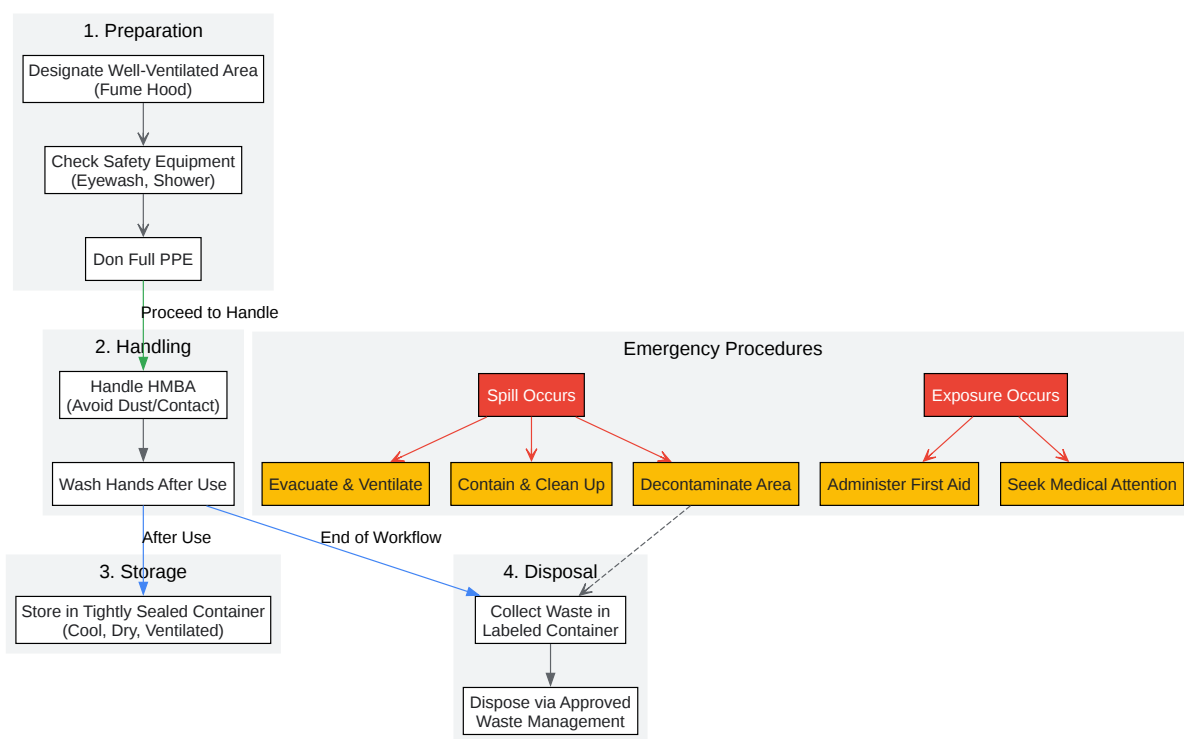 1. Preparation
Designate Well-Ventilated Area
(Fume Hood)
Check Safety Equipment
(Eyewash, Shower)
Don Full PPE
Proceed to Handle
2. Handling
Handle HMBA
(Avoid Dust/Contact)
Wash Hands After Use
Emergency Procedures
Spill Occurs
Exposure Occurs
Evacuate & Ventilate
Contain & Clean Up
Decontaminate Area
Administer First Aid
Seek Medical Attention
After Use
End of Workflow
3. Storage
Store in Tightly Sealed Container
(Cool, Dry, Ventilated)
4. Disposal
Collect Waste in
Labeled Container
Dispose via Approved
Waste Management